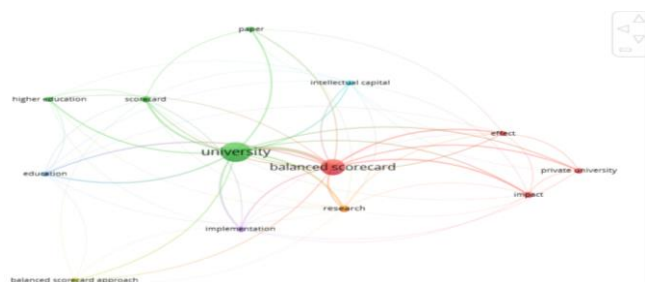 paper
intellectual capital
higher education
scorecard
effect
university
balanced scorecard
private university
education
impact
research
implementation
balanced scorecard approach